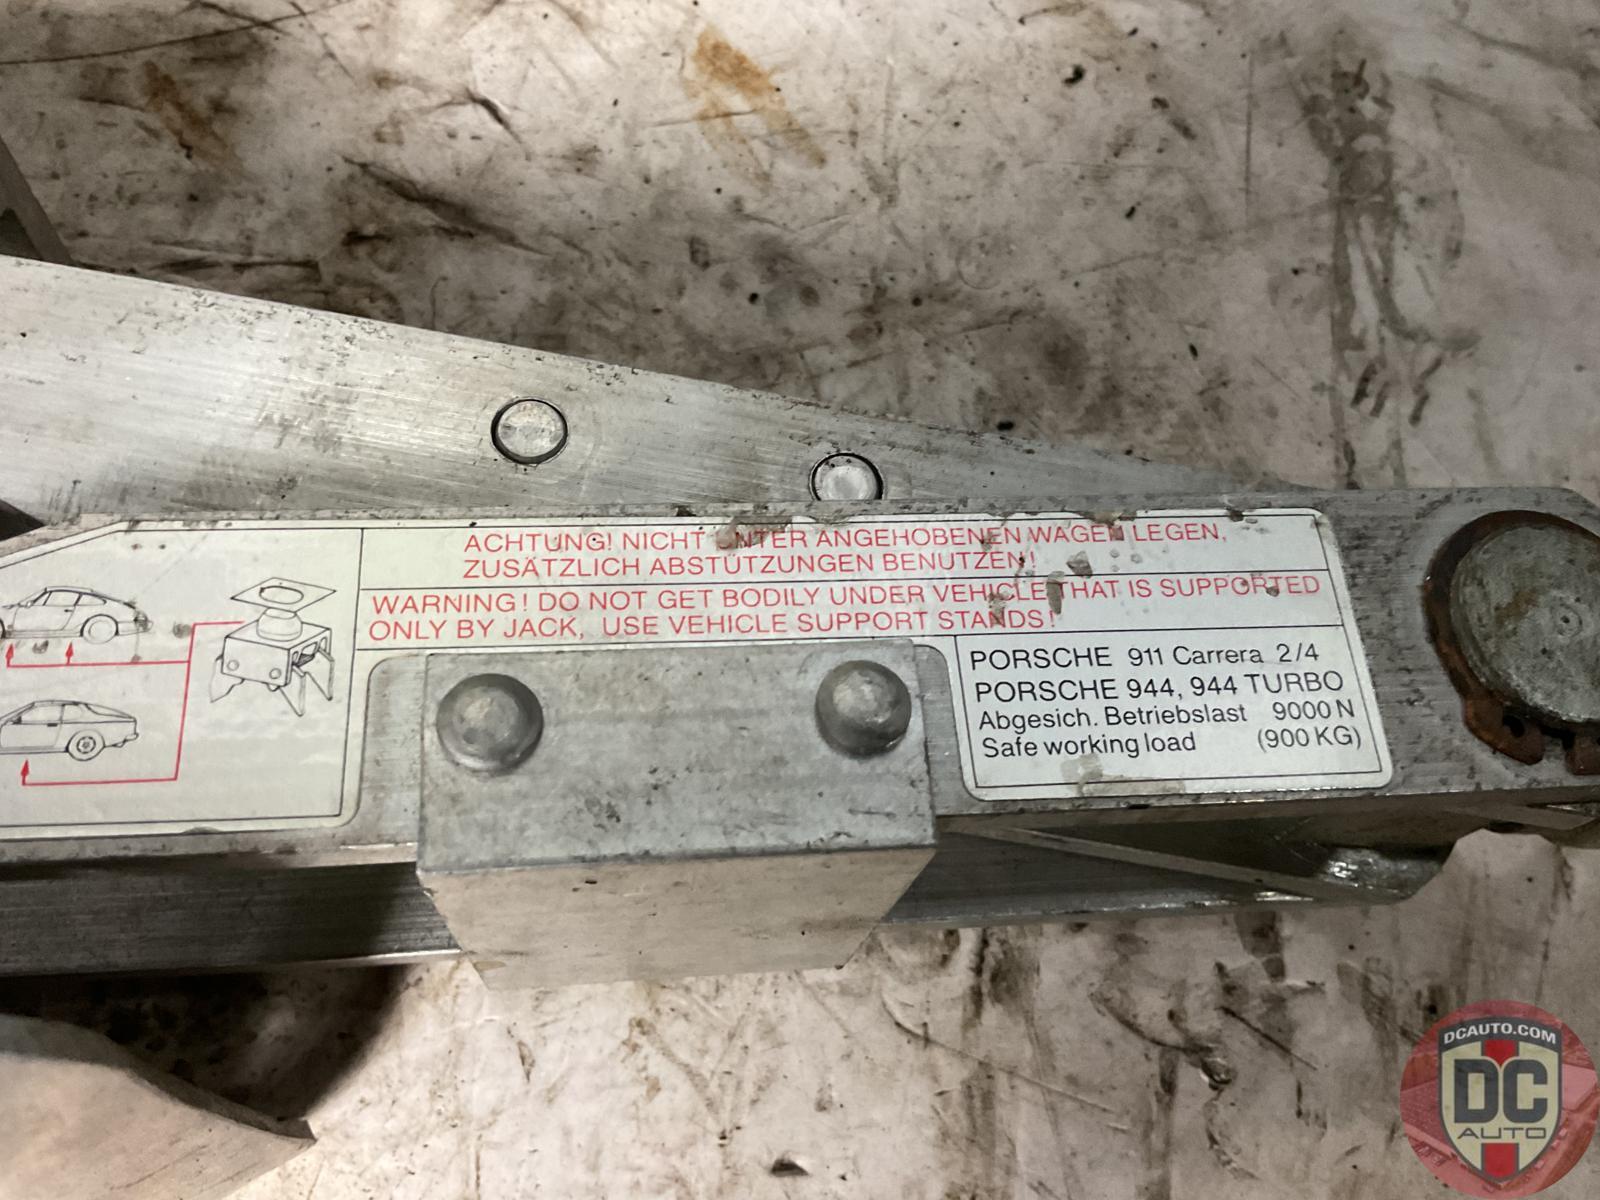 ACHTUNG! NICHT UNTER ANGEHOBENEN WAGEN LEGEN,
ZUSÄTZLICH ABSTÜTZUNGEN BENUTZEN!
WARNING! DO NOT GET BODILY UNDER VEHICLE THAT IS SUPPORTED
ONLY BY JACK, USE VEHICLE SUPPORT STANDS!
PORSCHE 911 Carrera 2/4
PORSCHE 944, 944 TURBO
Abgesich. Betriebslast 9000 N
Safe working load (900 KG)
DCAUTO.COM
DC
AUTO